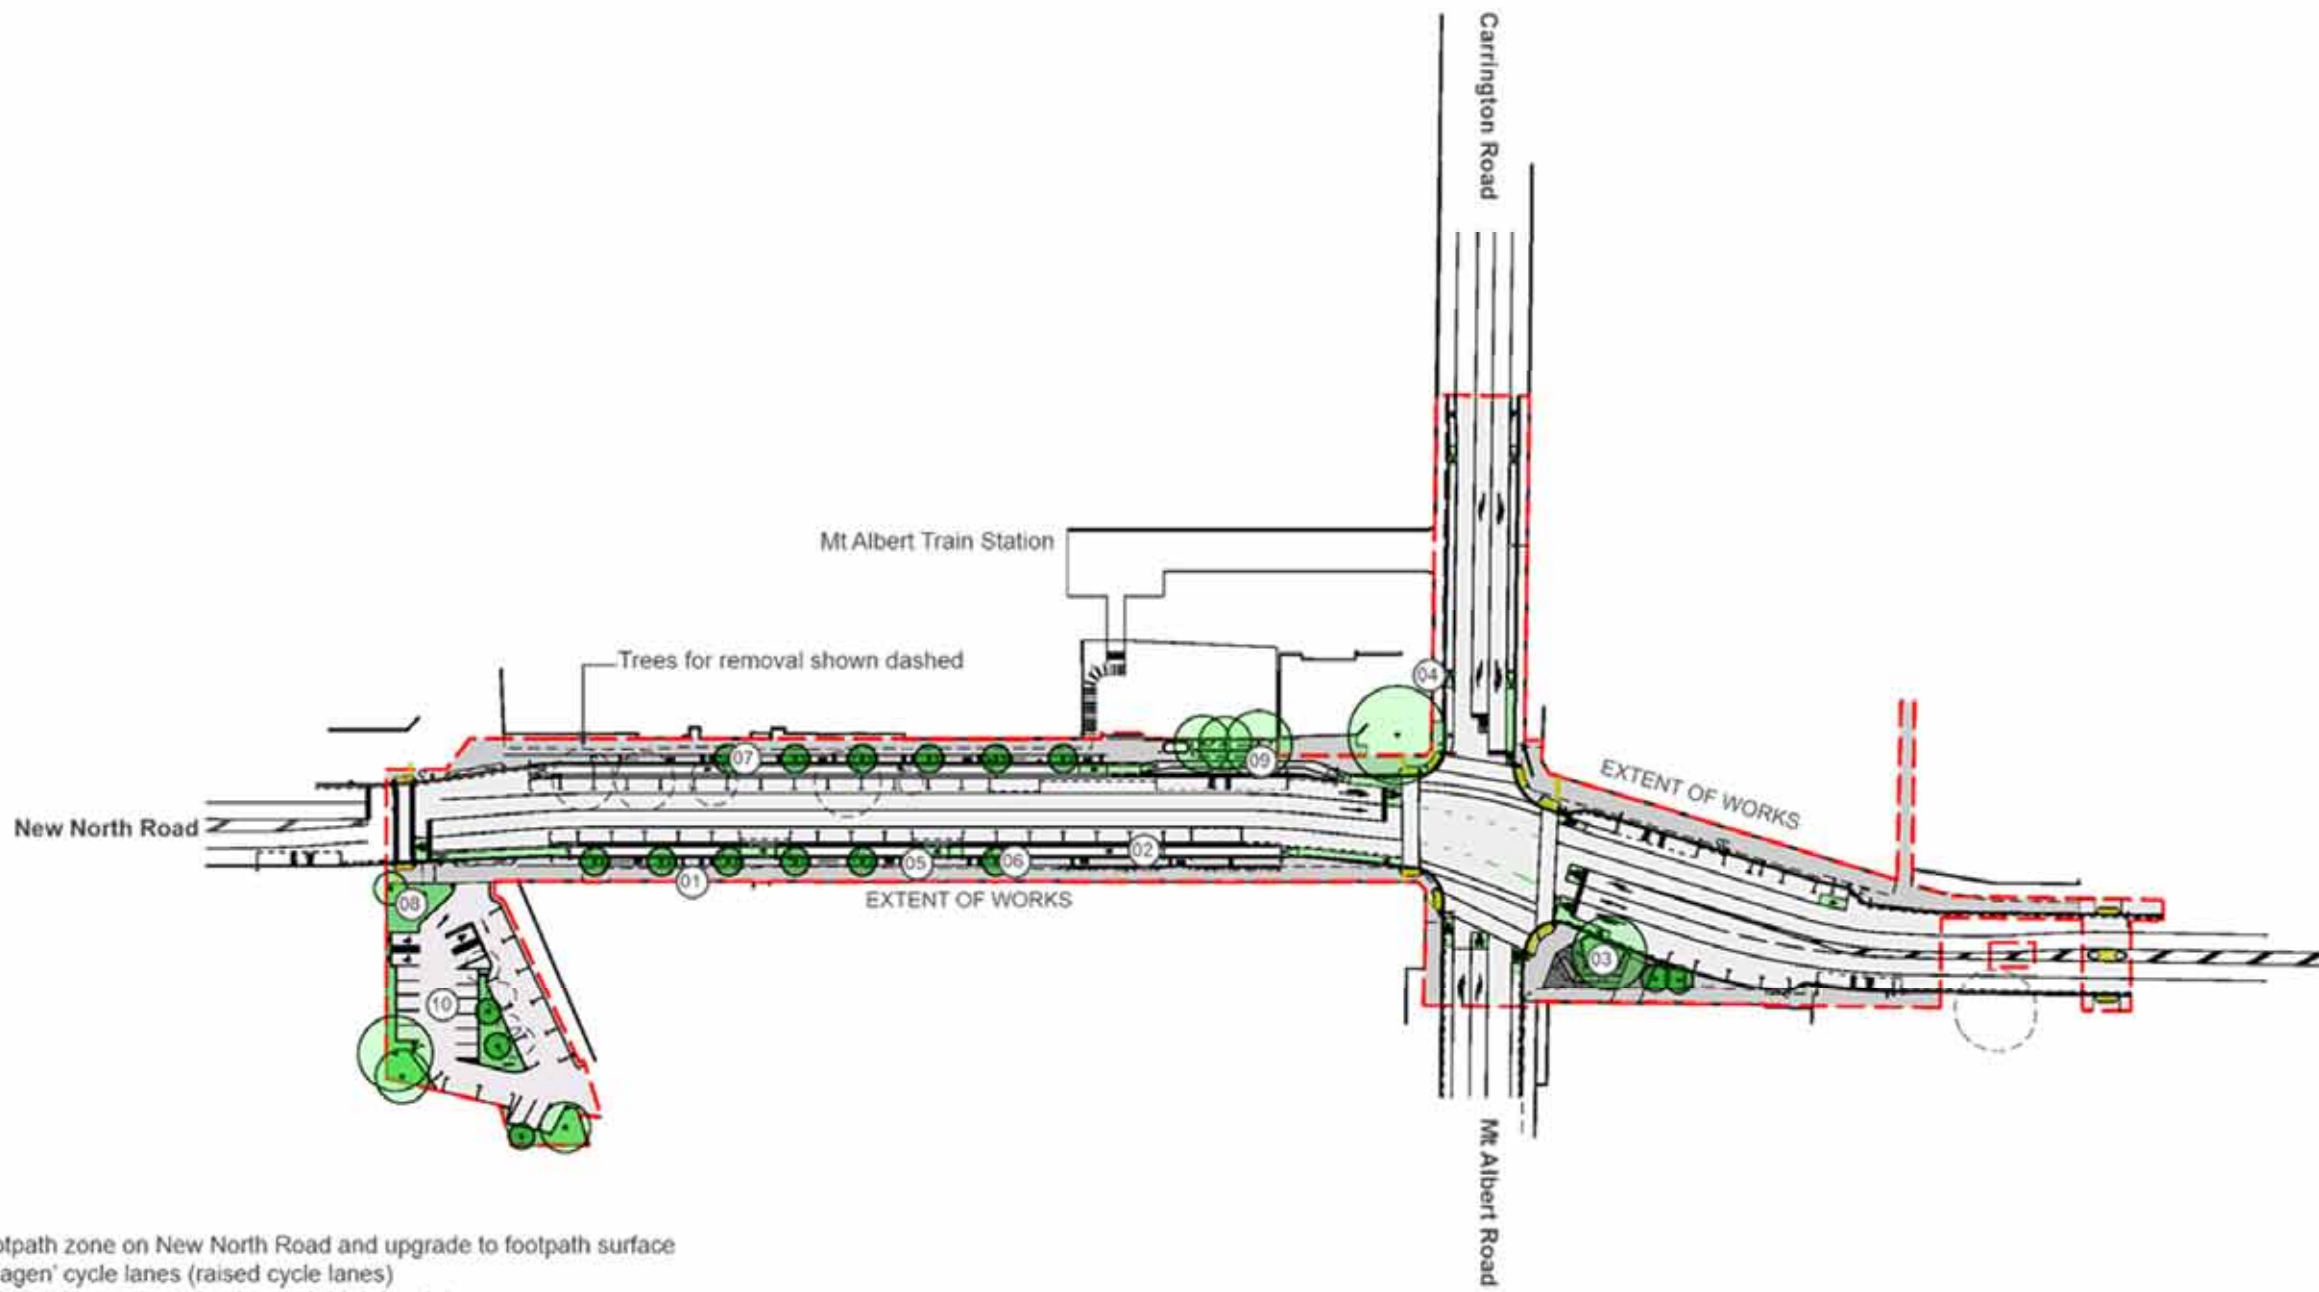 Carrington Road
Mt Albert Train Station
Trees for removal shown dashed
04
07
09
EXTENT OF WORKS
New North Road
01
05
06
02
EXTENT OF WORKS
08
03
10
Mt Albert Road
otpath zone on New North Road and upgrade to footpath surface
agen' cycle lanes (raised cycle lanes)